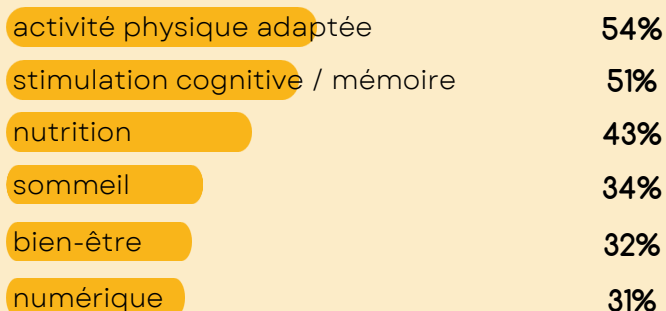 activité physique adaptée 54%
stimulation cognitive / mémoire 51%
nutrition 43%
sommeil 34%
bien-être 32%
numérique 31%